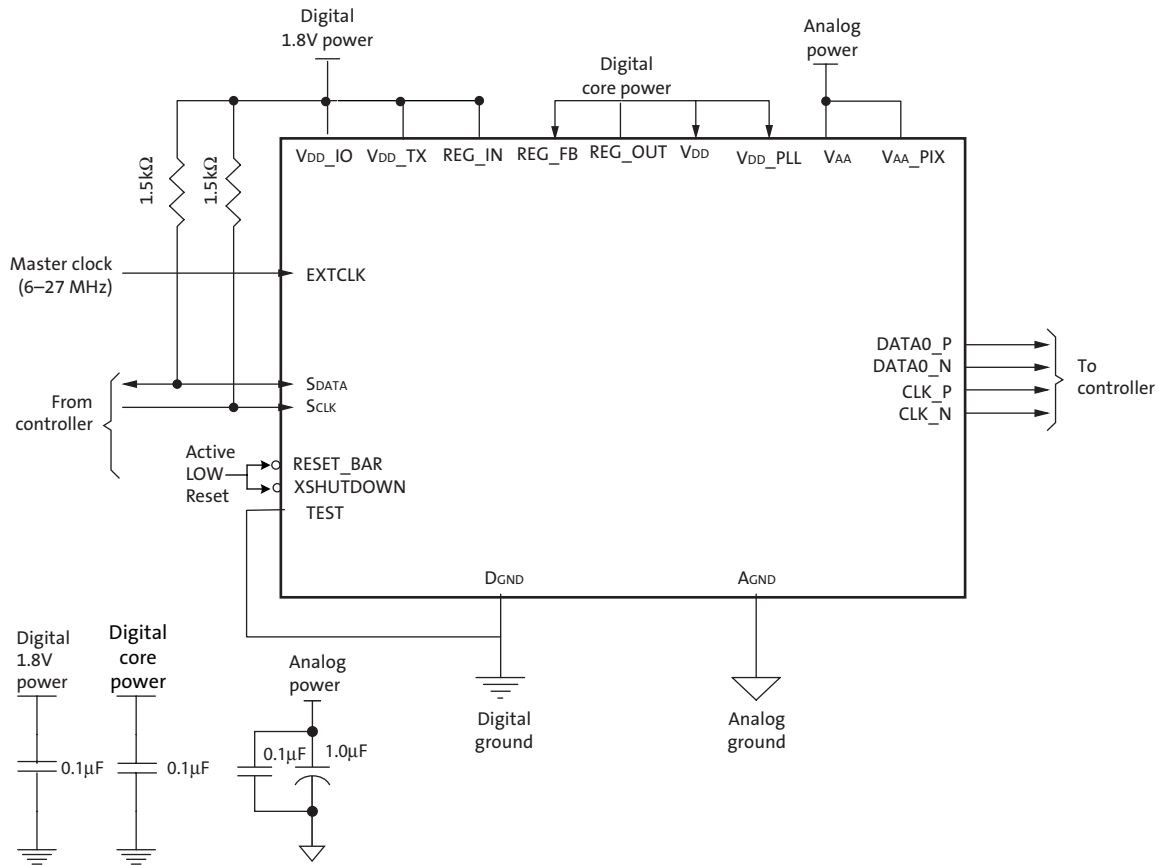 Digital
1.8V power
Analog
power
Digital
core power
VDD_IO VDD_TX REG_IN REG_FB REG_OUT VDD VDD_PLL VAA VAA_PIX
1.5kΩ
1.5kΩ
Master clock
(6–27 MHz)
EXTCLK
SDATA
SCLK
From
controller
DATA0_P
DATA0_N
CLK_P
CLK_N
To
controller
Active
LOW
Reset
RESET_BAR
XSHUTDOWN
TEST
DGND
AGND
Digital
ground
Analog
ground
Digital
1.8V
power
0.1µF
Digital
core
power
0.1µF
Analog
power
0.1µF
1.0µF